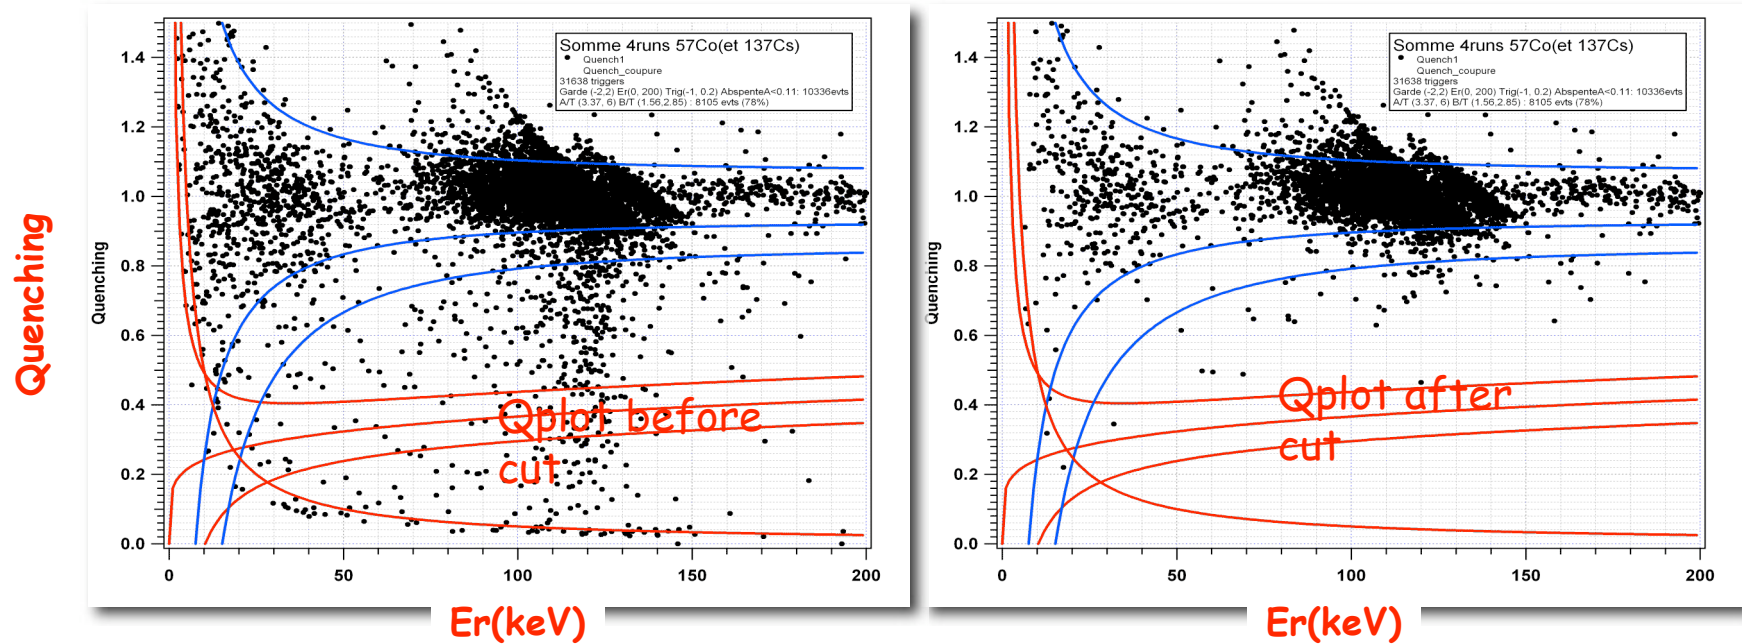 Quenching
Quenching
1.4
1.2
1.0
0.8
0.6
0.4
0.2
0.0
Somme 4runs 57Co(et 137Cs)
Quench1
Quench_coupure
31638 triggers
Garde (-2,2) Er(0, 200) Trig(-1, 0.2) AbspenteA<0.11: 10336evts
A/T (3.37, 6) B/T (1.56,2.85) : 8105 evts (78%)
Qplot before
cut
0 50 100 150 200
Er(keV)
Quenching
1.4
1.2
1.0
0.8
0.6
0.4
0.2
0.0
Somme 4runs 57Co(et 137Cs)
Quench1
Quench_coupure
31638 triggers
Garde (-2,2) Er(0, 200) Trig(-1, 0.2) AbspenteA<0.11: 10336evts
A/T (3.37, 6) B/T (1.56,2.85) : 8105 evts (78%)
Qplot after
cut
0 50 100 150 200
Er(keV)